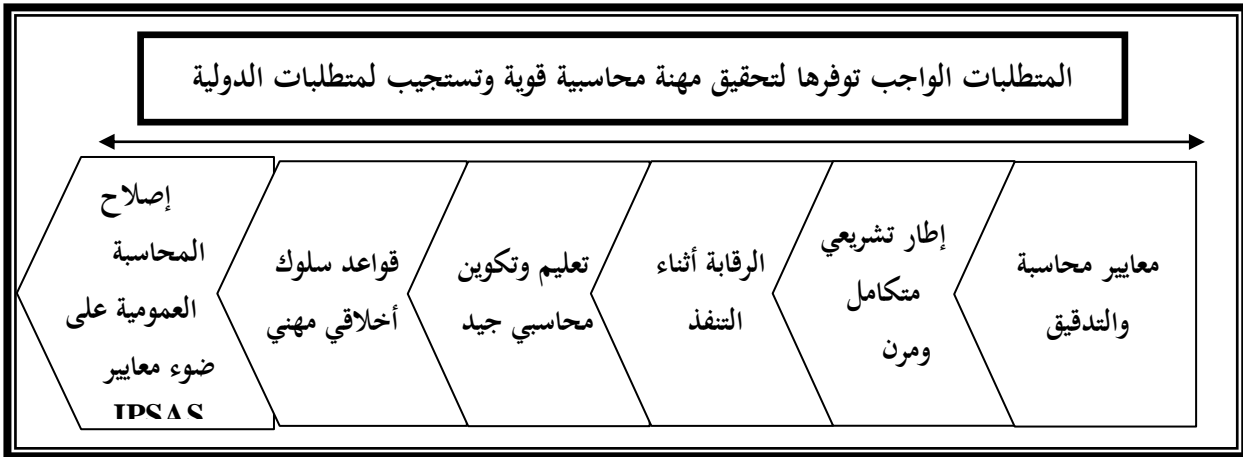 المتطلبات الواجب توفرها لتحقيق مهنة محاسبية قوية وتستجيب لمتطلبات الدولية
معايير محاسبة
والتدقيق
إطار تشريعي
متكامل
ومرن
الرقابة أثناء
التنفذ
تعليم وتكوين
محاسبي جيد
قواعد سلوك
أخلاقي مهني
إصلاح
المحاسبة
العمومية على
ضوء معايير
IPSAS